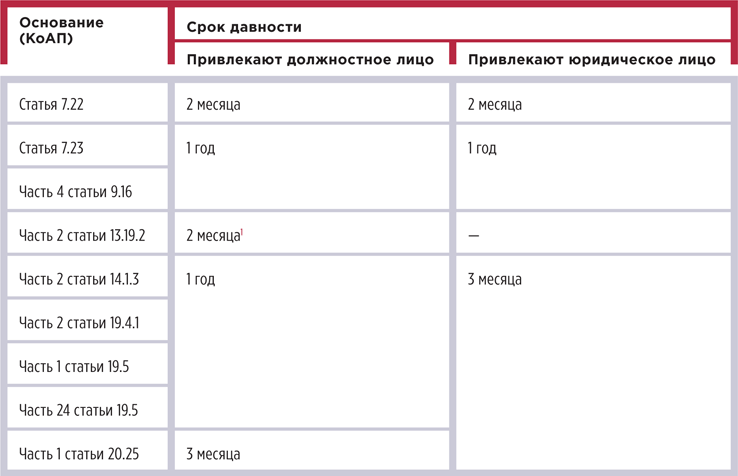 Основание
(КоАП)
Срок давности
Привлекают должностное лицо
Привлекают юридическое лицо
Статья 7.22
2 месяца
2 месяца
Статья 7.23
1 год
1 год
Часть 4 статьи 9.16
Часть 2 статьи 13.19.2
2 месяца¹
—
Часть 2 статьи 14.1.3
1 год
3 месяца
Часть 2 статьи 19.4.1
Часть 1 статьи 19.5
Часть 24 статьи 19.5
Часть 1 статьи 20.25
3 месяца